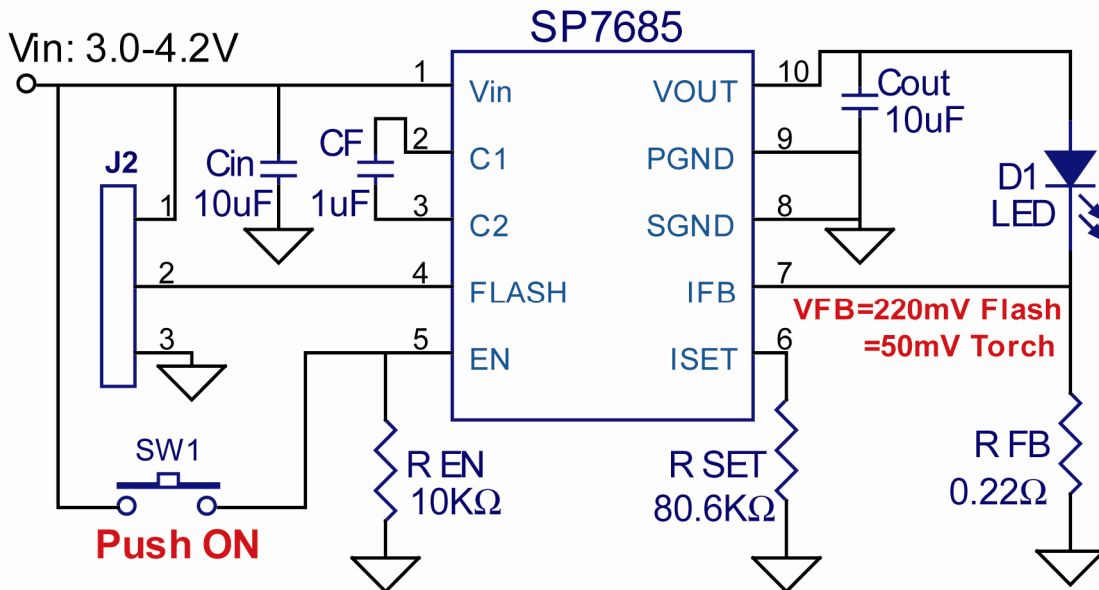 SP7685
Vin: 3.0-4.2V
1
Vin
VOUT
10
Cout
10uF
J2
1
2
3
Cin
10uF
CF
1uF
2
C1
3
C2
4
FLASH
5
EN
PGND
9
SGND
8
IFB
7
ISET
6
D1
LED
VFB=220mV Flash
=50mV Torch
SW1
Push ON
R EN
10KΩ
R SET
80.6KΩ
R FB
0.22Ω